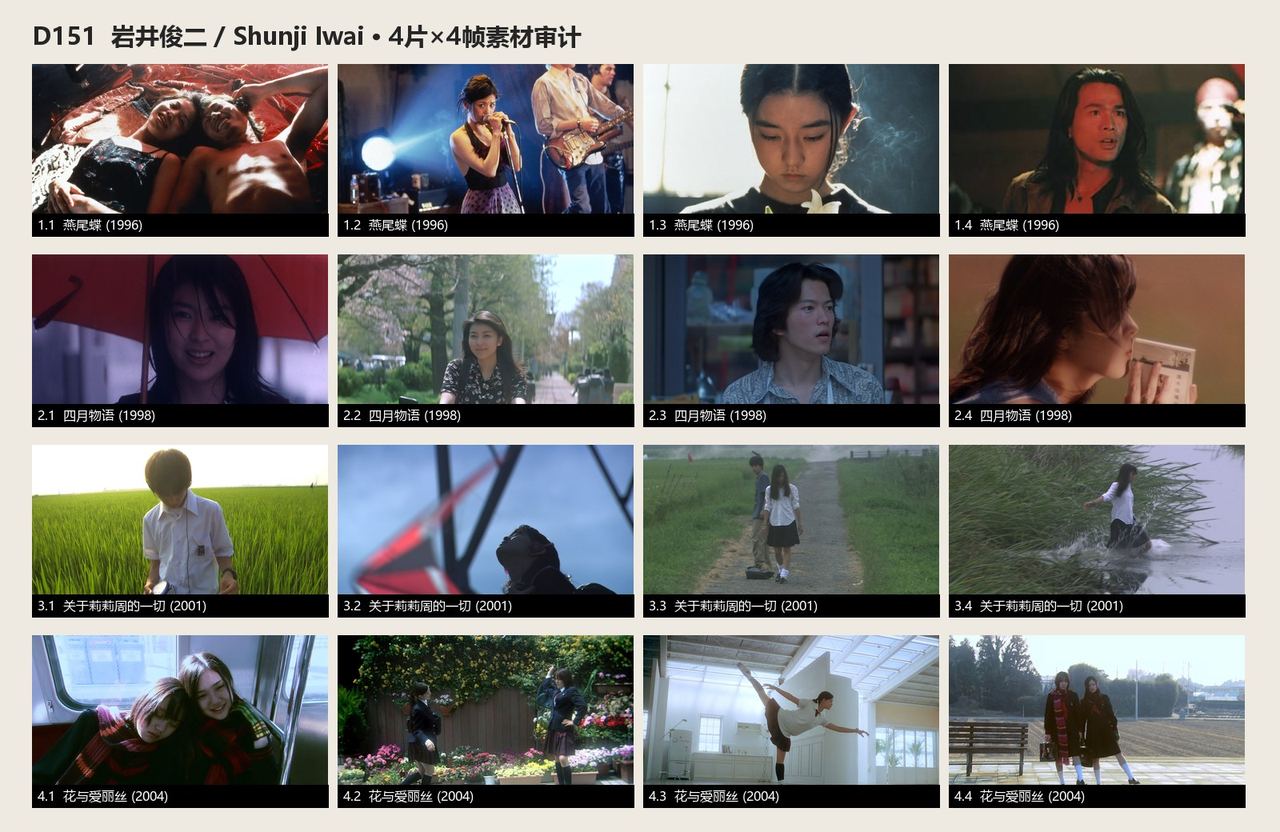 D151 岩井俊二 / Shunji Iwai • 4片×4帧素材审计
1.1 燕尾蝶 (1996)
1.2 燕尾蝶 (1996)
1.3 燕尾蝶 (1996)
1.4 燕尾蝶 (1996)
2.1 四月物语 (1998)
2.2 四月物语 (1998)
2.3 四月物语 (1998)
2.4 四月物语 (1998)
3.1 关于莉莉周的一切 (2001)
3.2 关于莉莉周的一切 (2001)
3.3 关于莉莉周的一切 (2001)
3.4 关于莉莉周的一切 (2001)
4.1 花与爱丽丝 (2004)
4.2 花与爱丽丝 (2004)
4.3 花与爱丽丝 (2004)
4.4 花与爱丽丝 (2004)